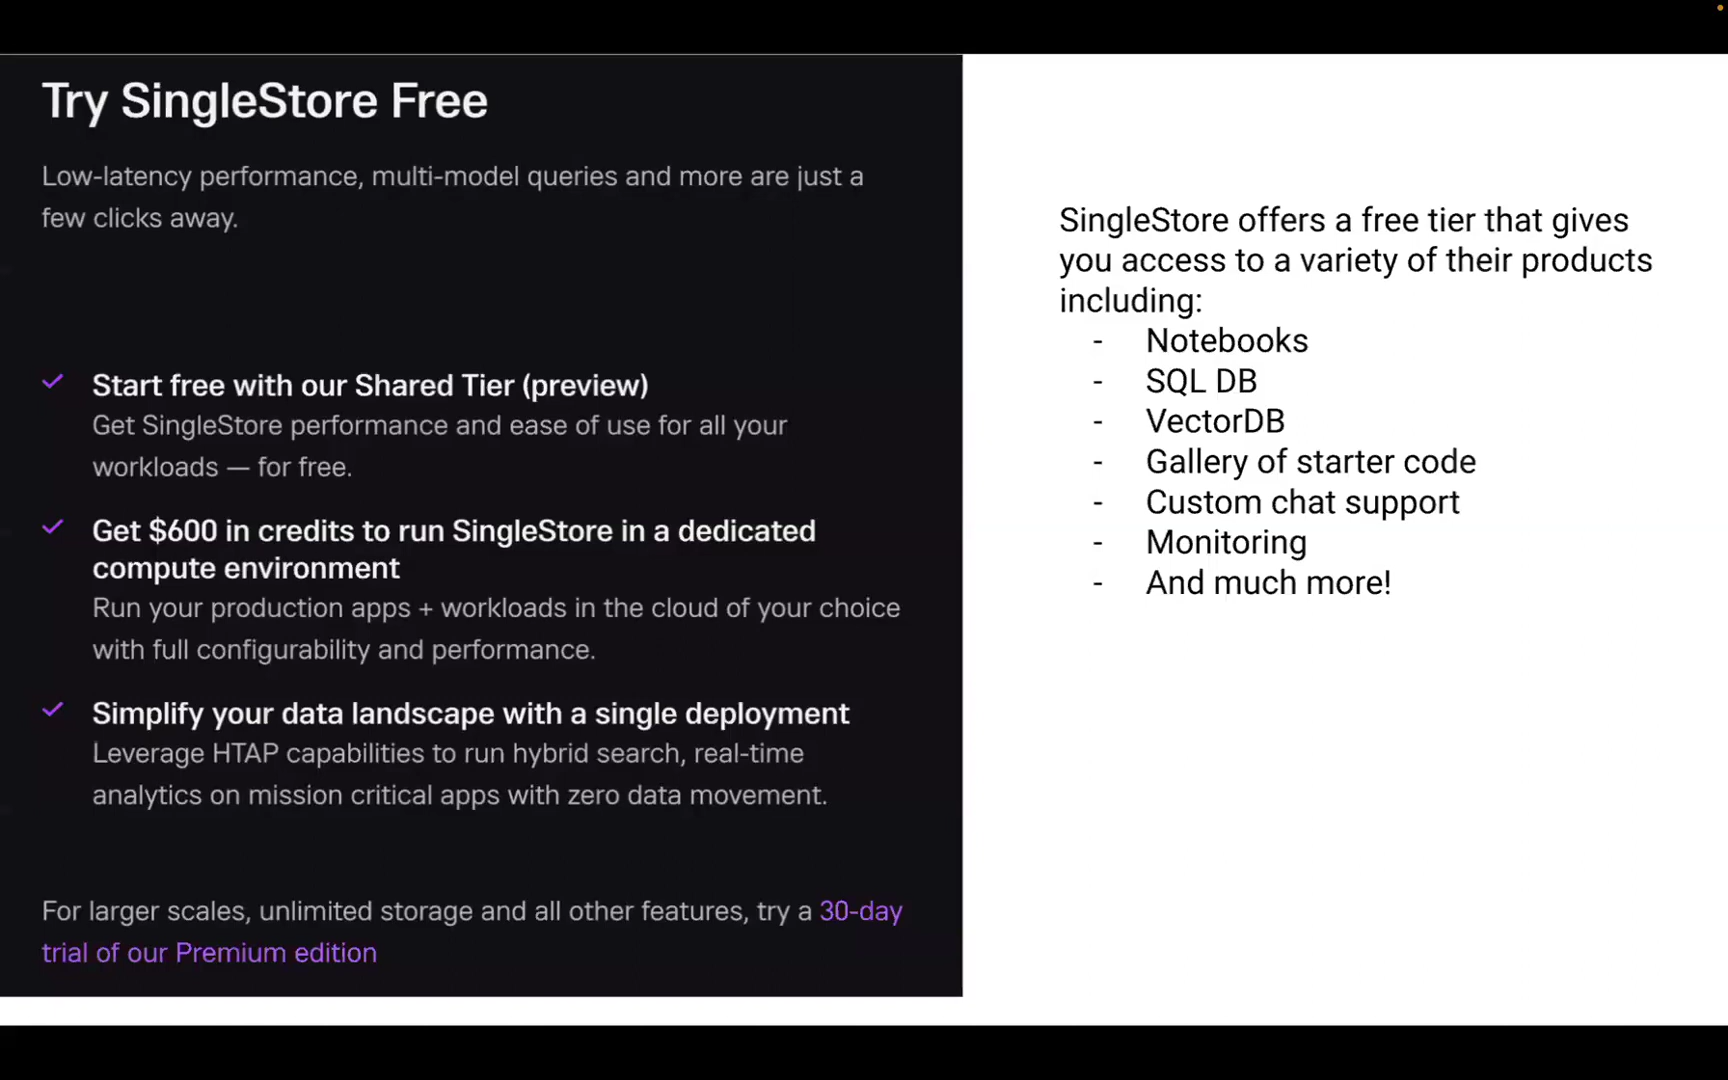 Try SingleStore Free
Low-latency performance, multi-model queries and more are just a
few clicks away.
Start free with our Shared Tier (preview)
Get SingleStore performance and ease of use for all your
workloads — for free.
Get $600 in credits to run SingleStore in a dedicated
compute environment
Run your production apps + workloads in the cloud of your choice
with full configurability and performance.
Simplify your data landscape with a single deployment
Leverage HTAP capabilities to run hybrid search, real-time
analytics on mission critical apps with zero data movement.
For larger scales, unlimited storage and all other features, try a 30-day
trial of our Premium edition
SingleStore offers a free tier that gives
you access to a variety of their products
including:
- Notebooks
- SQL DB
- VectorDB
- Gallery of starter code
- Custom chat support
- Monitoring
- And much more!